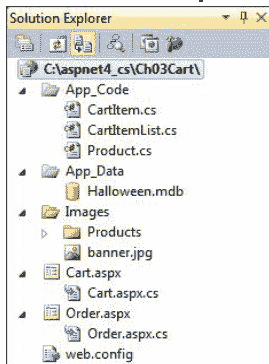 Solution Explorer
C:\aspnet4_cs\Ch03Cart\
App_Code
CartItem.cs
CartItemList.cs
Product.cs
App_Data
Halloween.mdb
Images
Products
banner.jpg
Cart.aspx
Cart.aspx.cs
Order.aspx
Order.aspx.cs
web.config